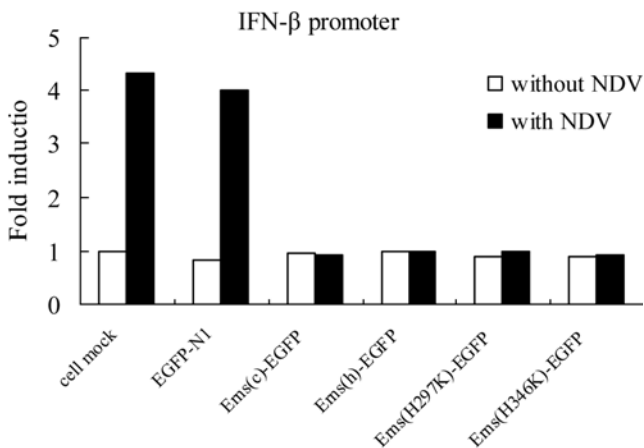 IFN-β promoter
5
4
3
2
1
0
Fold inductio
without NDV
with NDV
cell mock
EGFP-N1
Ems(c)-EGFP
Ems(b)-EGFP
Ems(H297K)-EGFP
Ems(H346K)-EGFP